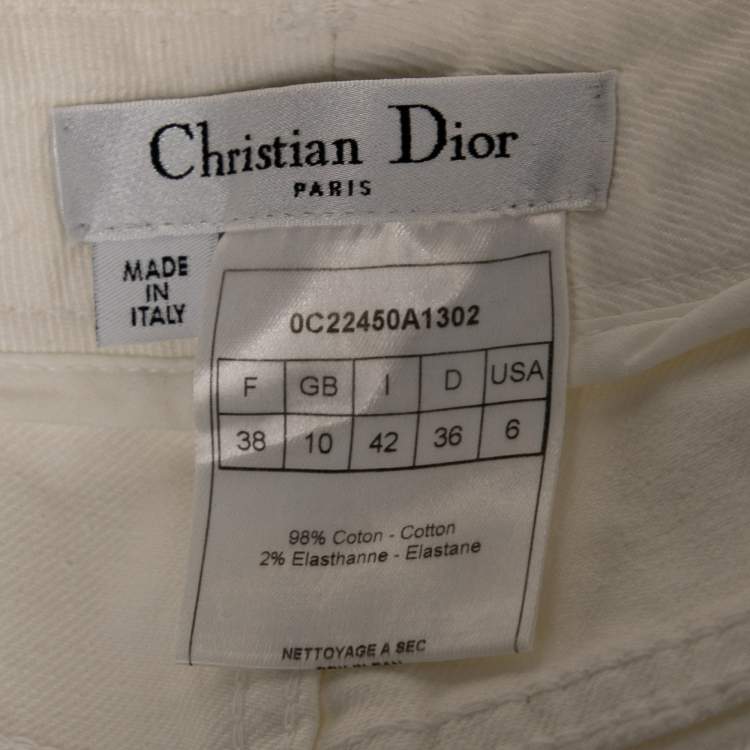 Christian Dior
PARIS
MADE
IN
ITALY
0C22450A1302
F GB I D USA
38 10 42 36 6
98% Coton - Cotton
2% Elasthanne - Elastane
NETTOYAGE A SEC